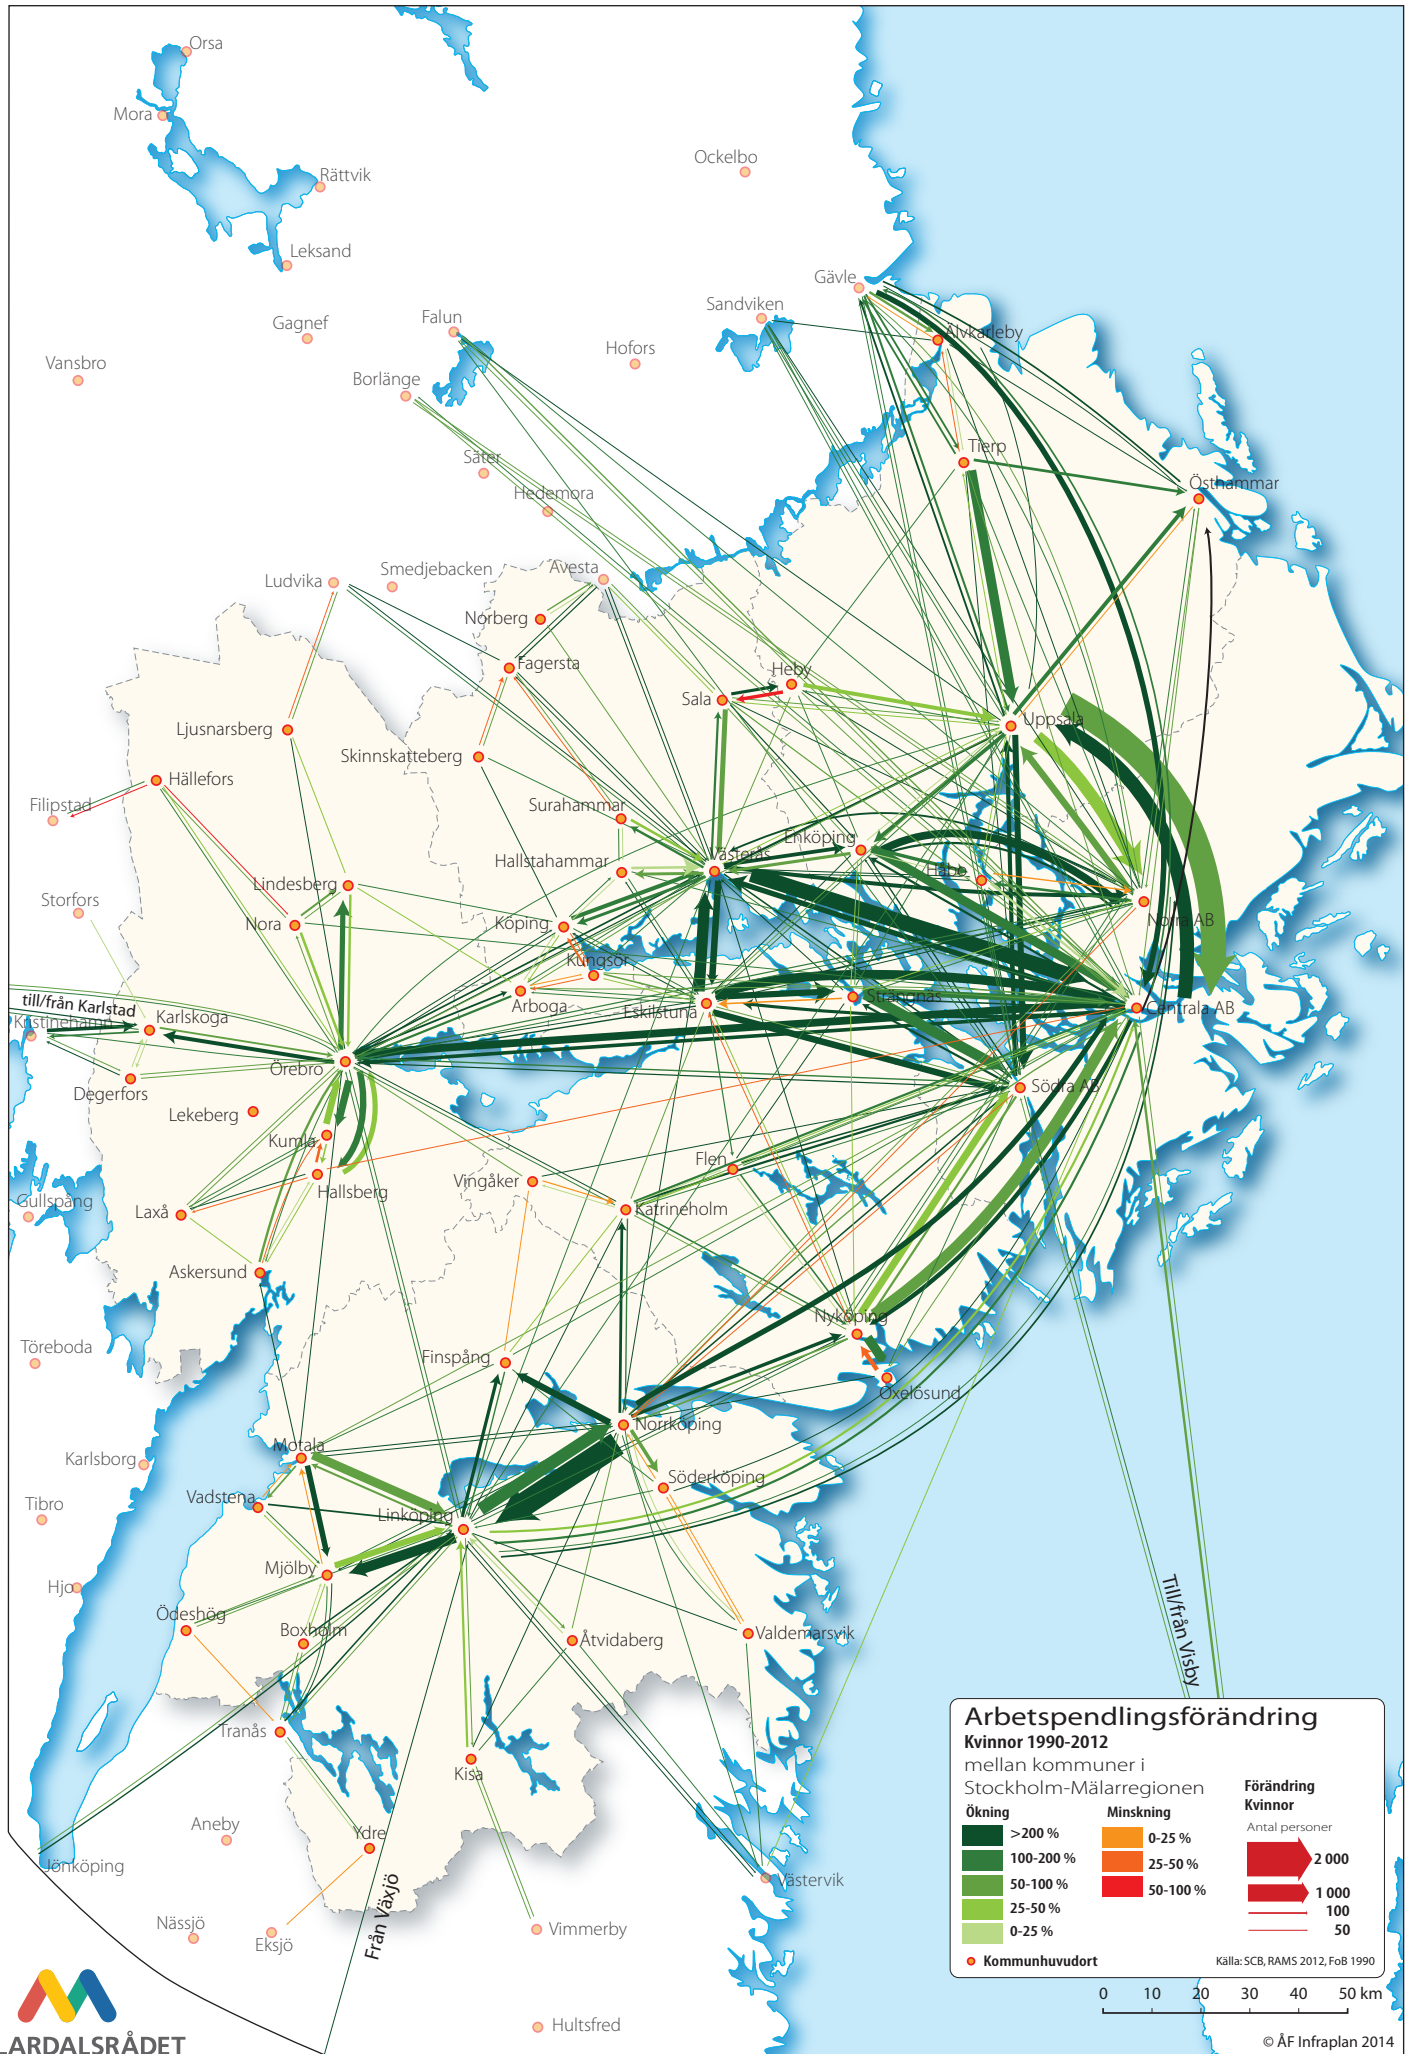 Orsa
Mora
Rättvik
Ockelbo
Leksand
Gävle
Sandviken
Gagnef
Falun
Älvkarleby
Hofors
Vansbro
Borlänge
Tierp
Säter
Östhammar
Hedemora
Avesta
Smedjebacken
Ludvika
Norberg
Fagersta
Heby
Sala
Uppsala
Ljusnarsberg
Skinnskatteberg
Hällefors
Filipstad
Surahammar
Enköping
Västerås
Hallstahammar
Håbo
Lindesberg
Storfors
Norra AB
Nora
Köping
Kungsör
till/från Karlstad
Strängnäs
Arboga
Eskilstuna
Centrala AB
Karlskoga
Kristinehamn
Örebro
Södra AB
Degerfors
Lekeberg
Kumla
Flen
Vingåker
Hallsberg
Gullspång
Laxå
Katrineholm
Askersund
Nyköping
Töreboda
Finspång
Oxelösund
Norrköping
Motala
Karlsborg
Söderköping
Tibro
Vadstena
Linköping
Mjölby
Hjo
Ödeshög
Boxholm
Åtvidaberg
Valdemarsvik
Till/från Visby
Tranås
Kisa
Aneby
Ydre
Jönköping
Västervik
Nässjö
Eksjö
Från Växjö
Vimmerby
Hultsfred
Arbetspendlingsförändring
Kvinnor 1990-2012
mellan kommuner i
Stockholm-Mälarregionen
Ökning
>200 %
100-200 %
50-100 %
25-50 %
0-25 %
Minskning
0-25 %
25-50 %
50-100 %
Förändring
Kvinnor
Antal personer
2 000
1 000
100
50
Kommunhuvudort
Källa: SCB, RAMS 2012, FoB 1990
0 10 20 30 40 50 km
LARDALSRÅDET
© ÅF Infraplan 2014